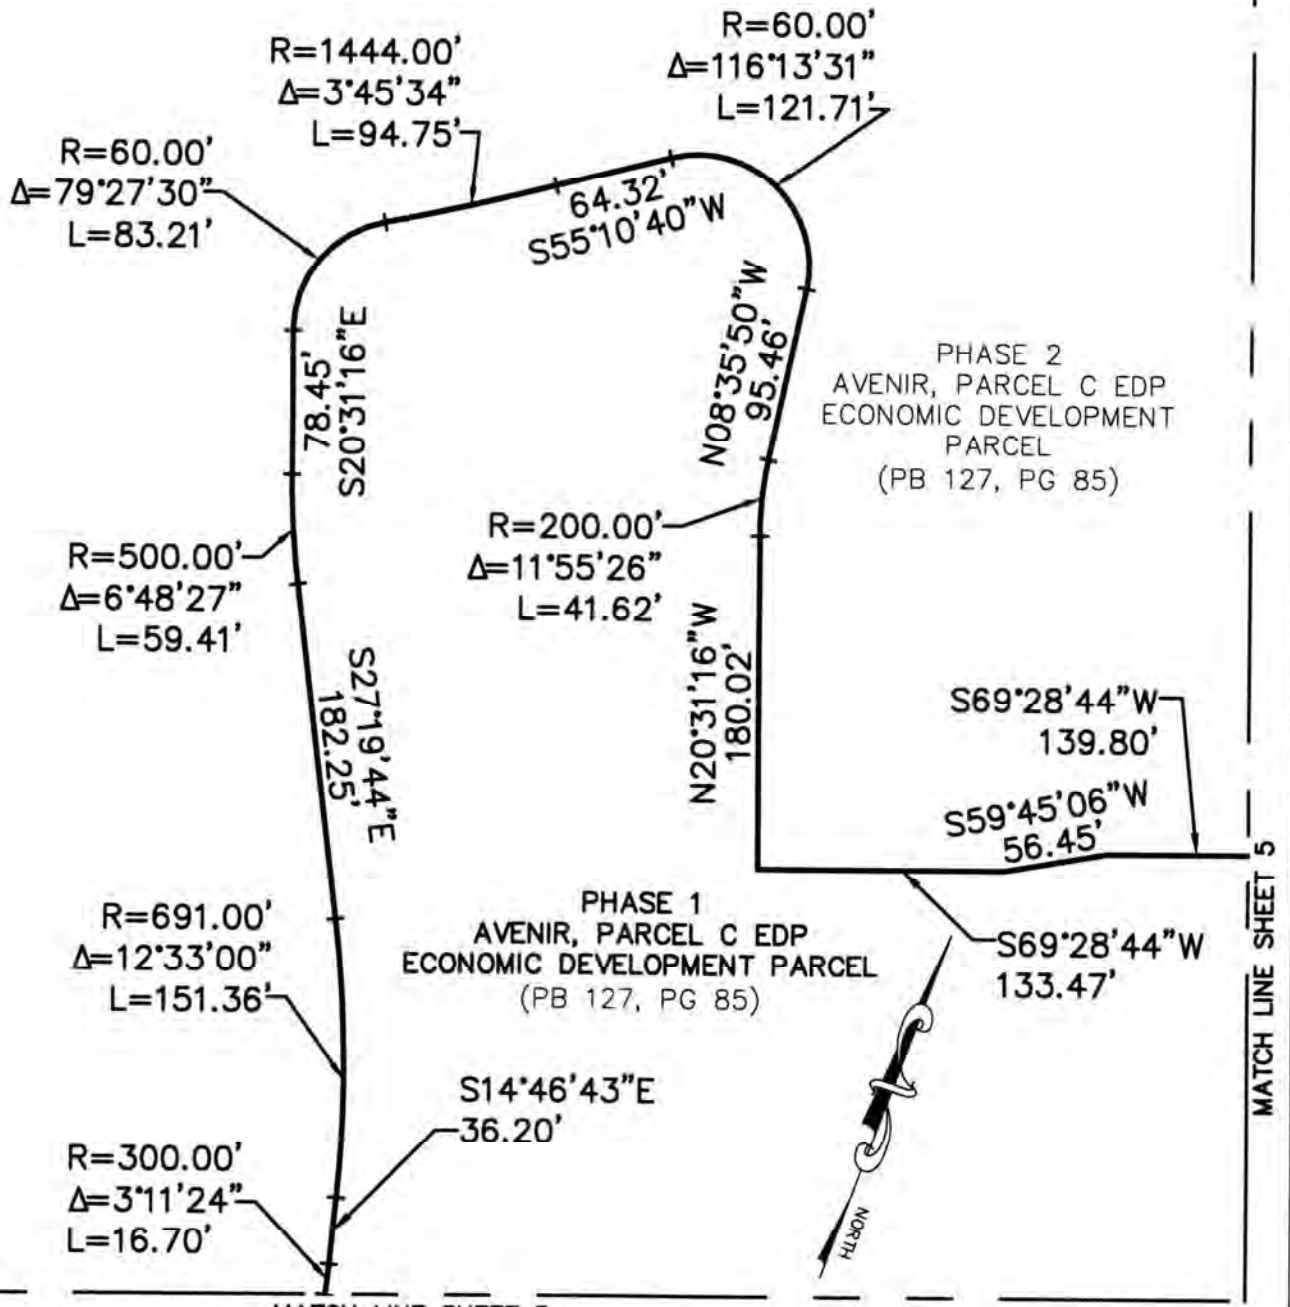 R=60.00'
Δ=116°13'31"
L=121.71'
R=1444.00'
Δ=3°45'34"
L=94.75'
R=60.00'
Δ=79°27'30"
L=83.21'
64.32'
S55°10'40"W
78.45'
S20°31'16"E
N08°35'50"W
95.46'
PHASE 2
AVENIR, PARCEL C EDP
ECONOMIC DEVELOPMENT
PARCEL
(PB 127, PG 85)
R=200.00'
Δ=11°55'26"
L=41.62'
R=500.00'
Δ=6°48'27"
L=59.41'
S27°19'44"E
182.25'
N20°31'16"W
180.02'
S69°28'44"W
139.80'
S59°45'06"W
56.45'
PHASE 1
AVENIR, PARCEL C EDP
ECONOMIC DEVELOPMENT PARCEL
(PB 127, PG 85)
S69°28'44"W
133.47'
MATCH LINE SHEET 5
R=691.00'
Δ=12°33'00"
L=151.36'
S14°46'43"E
36.20'
R=300.00'
Δ=3°11'24"
L=16.70'
NORTH